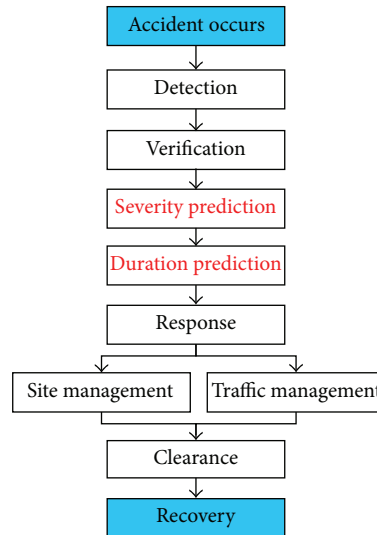 Accident occurs
Detection
Verification
Severity prediction
Duration prediction
Response
Site management
Traffic management
Clearance
Recovery